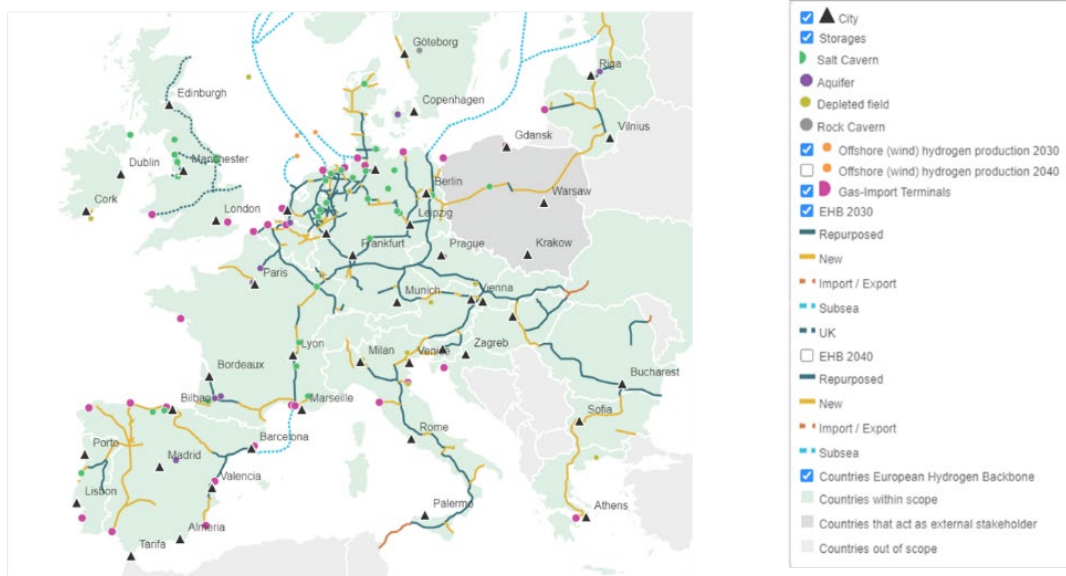 Göteborg
Riga
Edinburgh
Copenhagen
Vilnius
Gdansk
Dublin
Manchester
Berlin
Warsaw
Cork
London
Leipzig
Frankfurt
Prague
Krakow
Paris
Munich
Vienna
Lyon
Milan
Venice
Zagreb
Bordeaux
Bucharest
Bilbao
Marseille
Sofia
Porto
Barcelona
Rome
Madrid
Valencia
Lisbon
Palermo
Athens
Almeria
Tarifa
City
Storages
Salt Cavern
Aquifer
Depleted field
Rock Cavern
Offshore (wind) hydrogen production 2030
Offshore (wind) hydrogen production 2040
Gas-Import Terminals
EHB 2030
Repurposed
New
Import / Export
Subsea
UK
EHB 2040
Repurposed
New
Import / Export
Subsea
Countries European Hydrogen Backbone
Countries within scope
Countries that act as external stakeholder
Countries out of scope